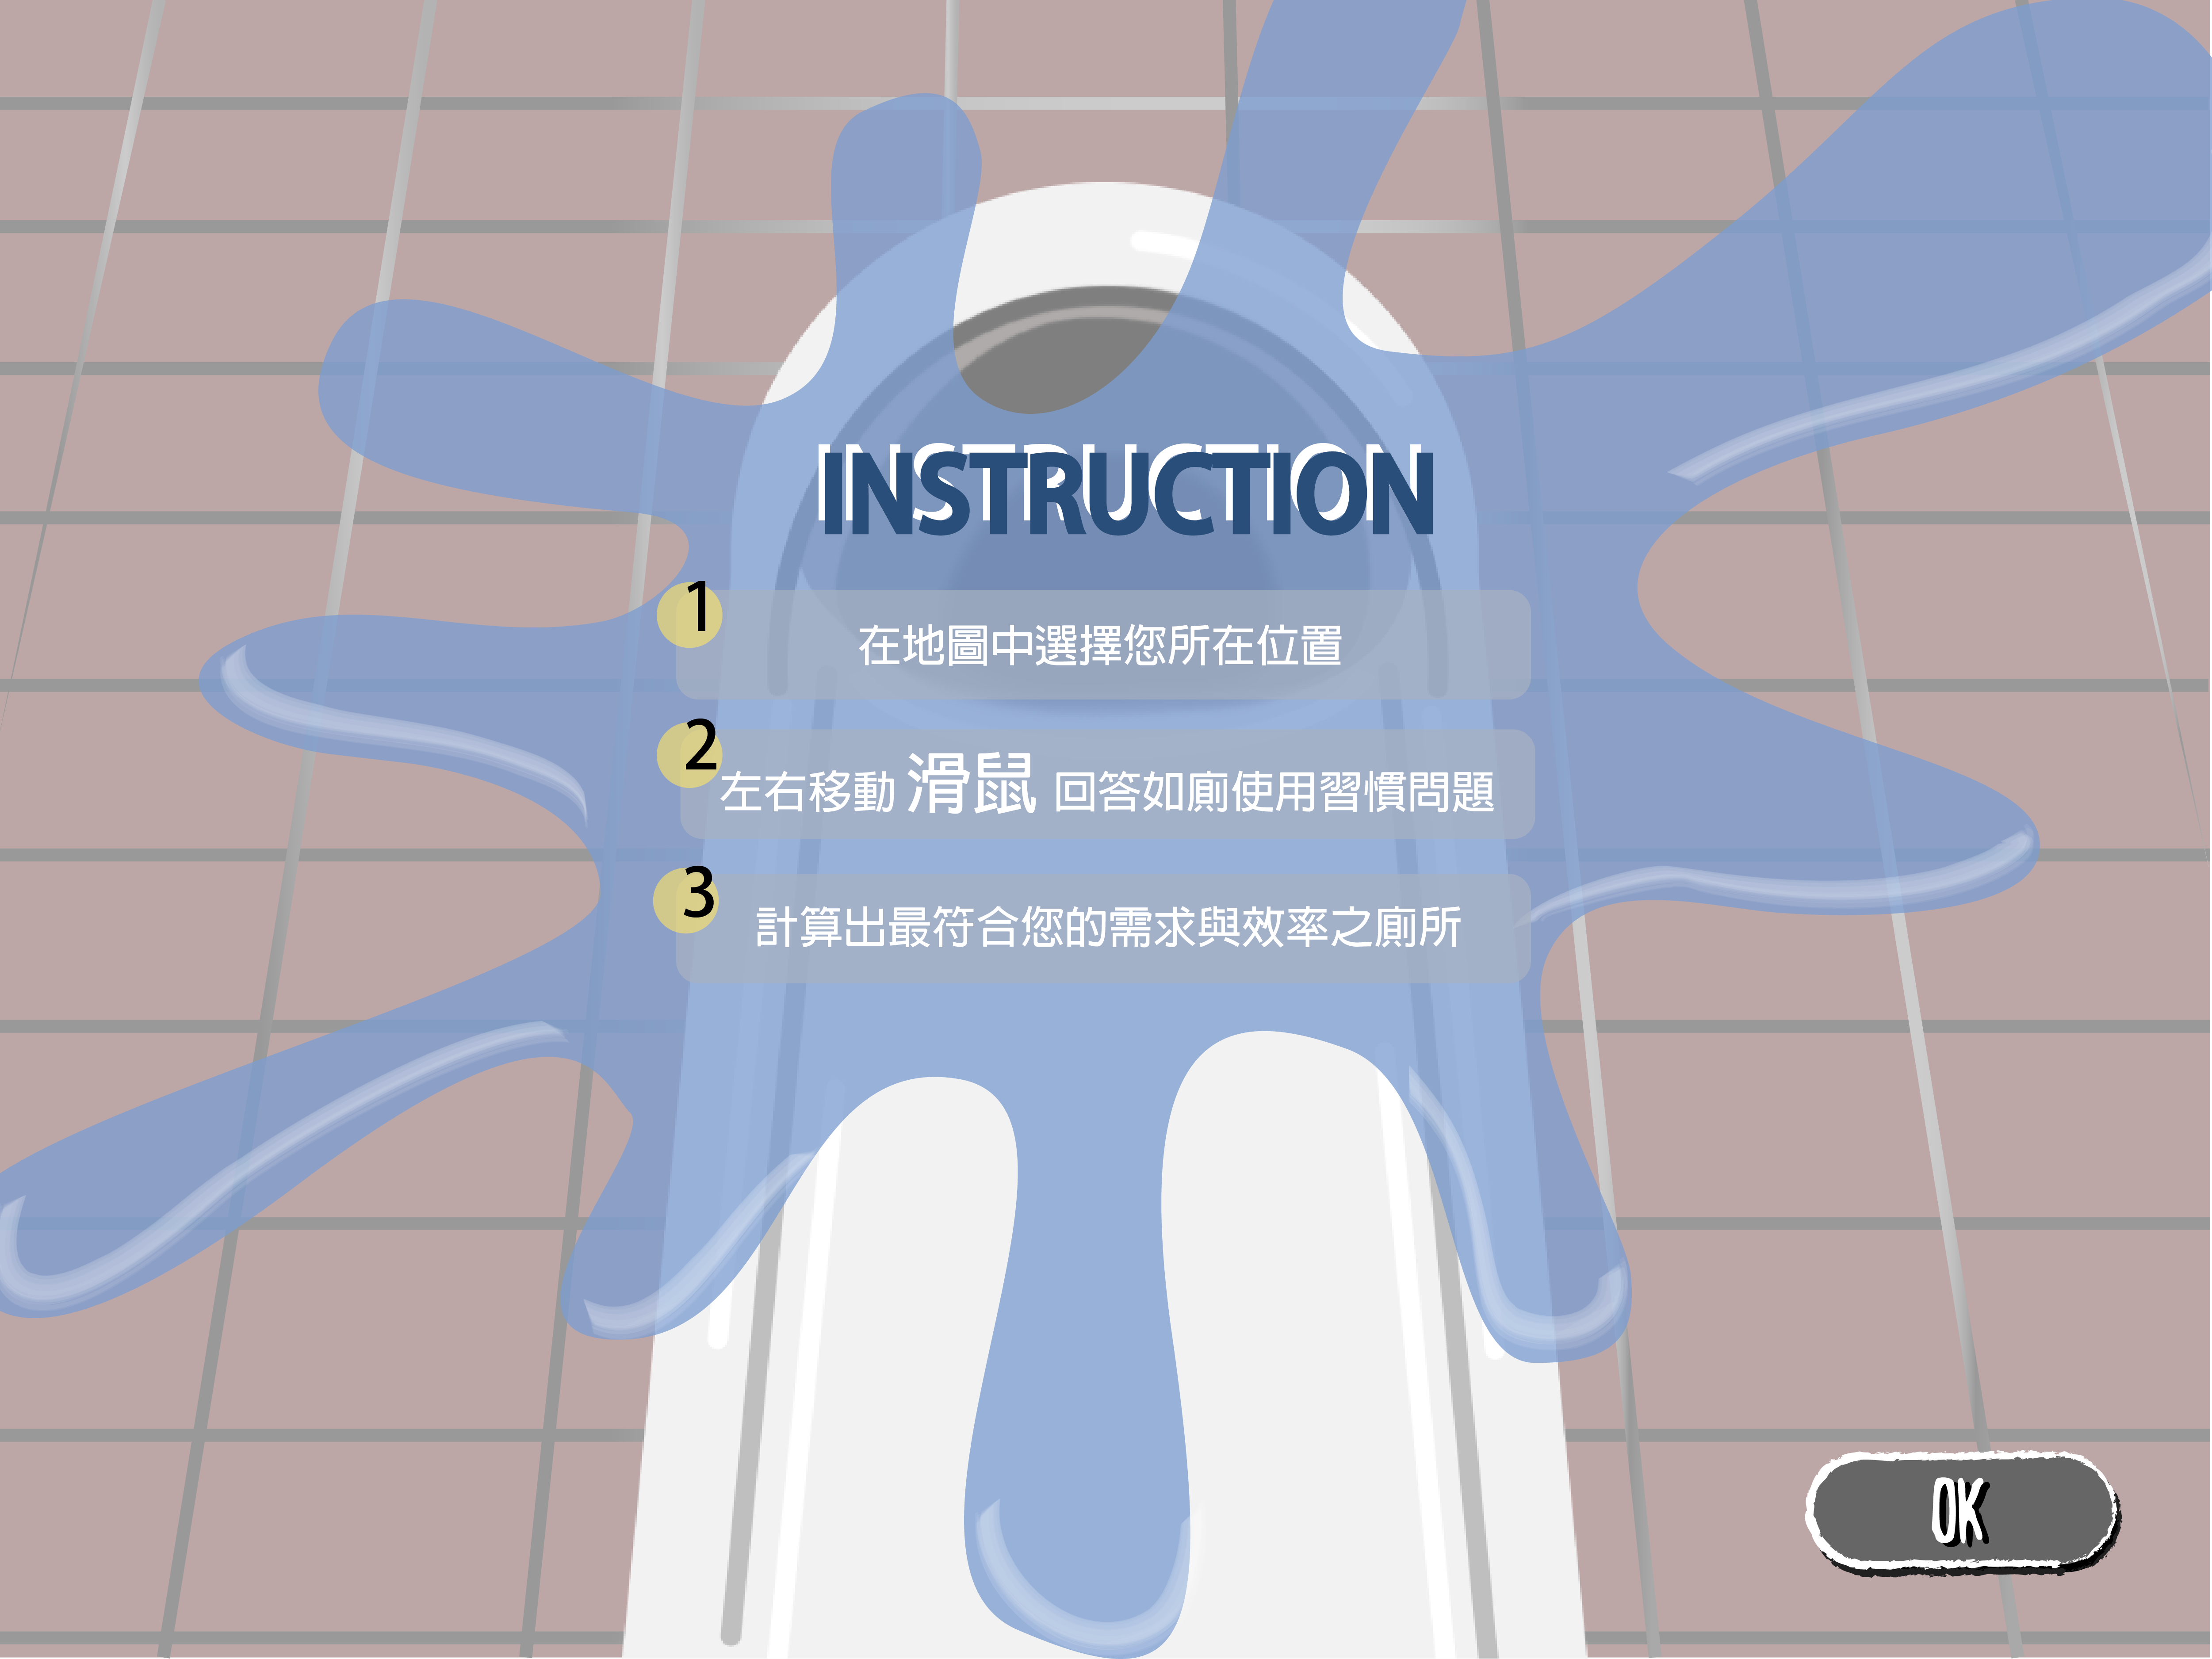 INSTRUCTION
1
在地圖中選擇您所在位置
2
左右移動 滑鼠 回答如廁使用習慣問題
3
計算出最符合您的需求與效率之廁所
OK